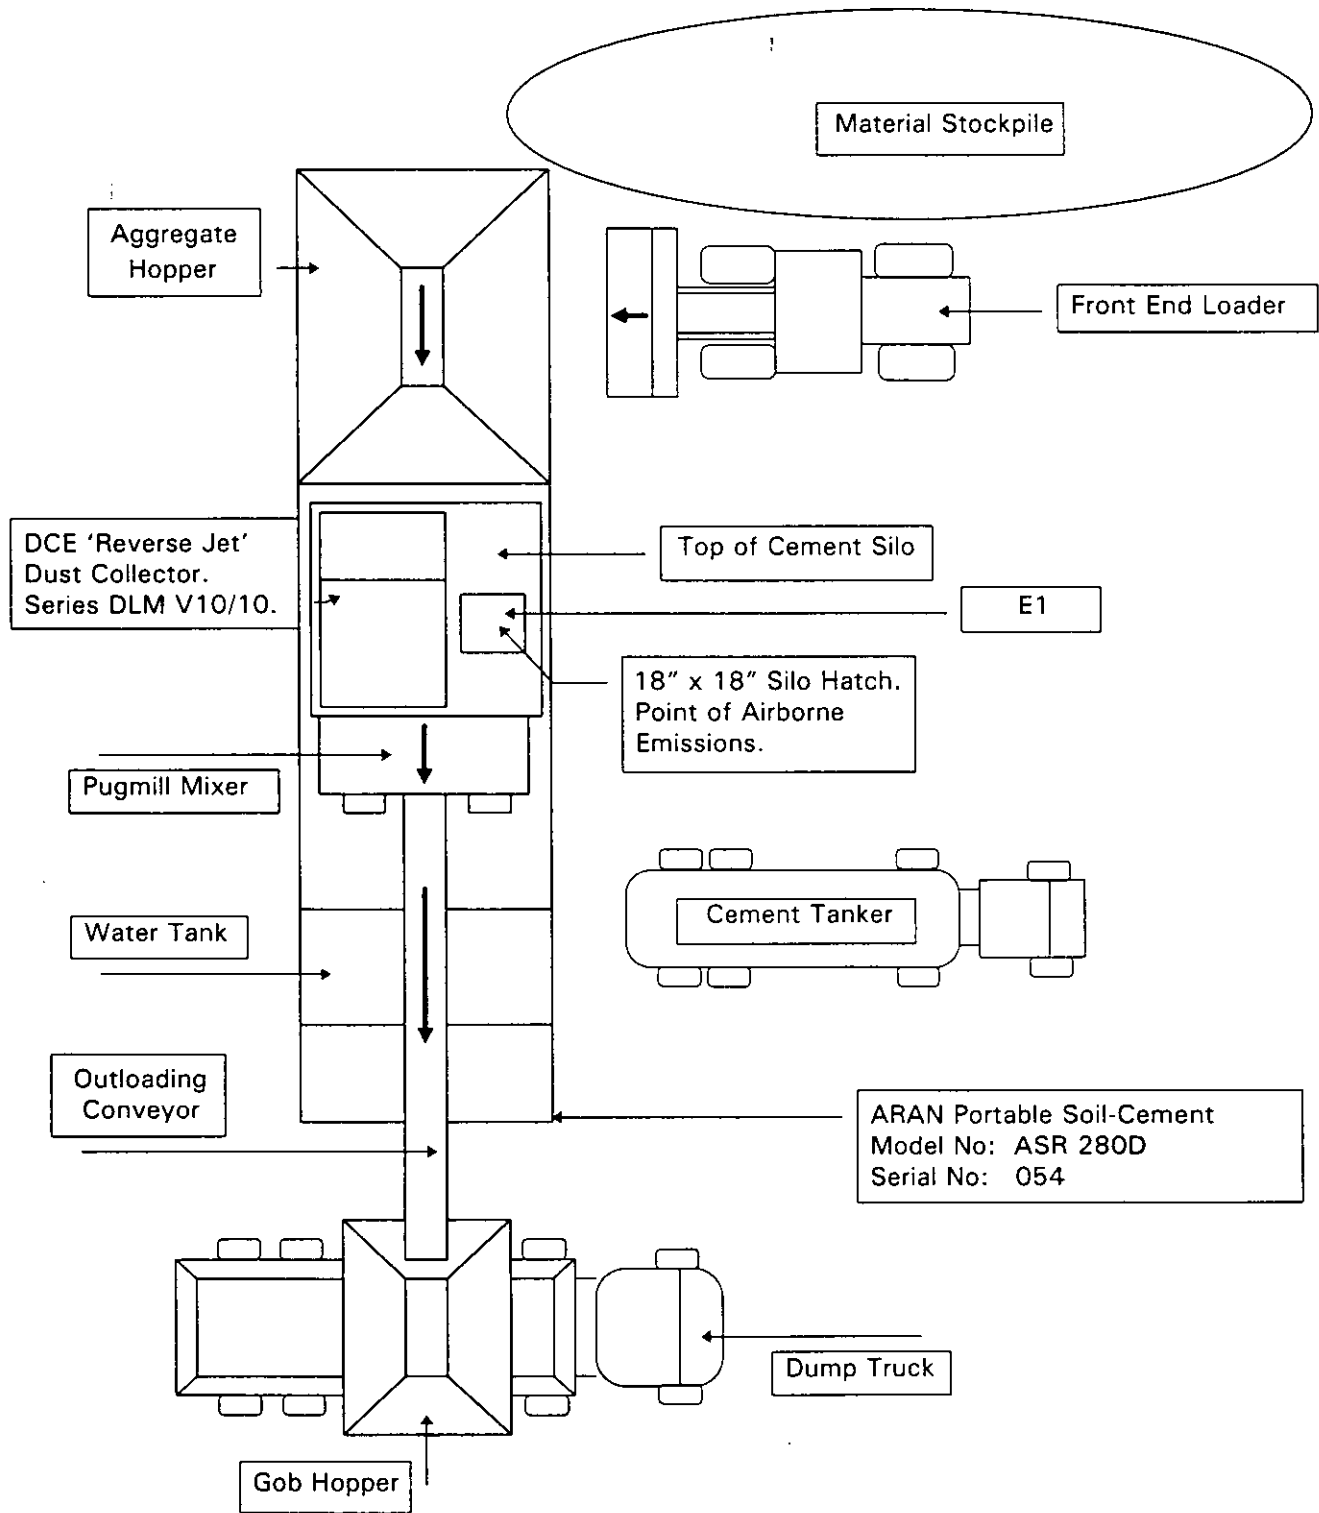 Material Stockpile
Aggregate
Hopper
Front End Loader
DCE ‘Reverse Jet’
Dust Collector.
Series DLM V10/10.
Top of Cement Silo
E1
18” x 18” Silo Hatch.
Point of Airborne
Emissions.
Pugmill Mixer
Cement Tanker
Water Tank
Outloading
Conveyor
ARAN Portable Soil-Cement
Model No: ASR 280D
Serial No: 054
Dump Truck
Gob Hopper